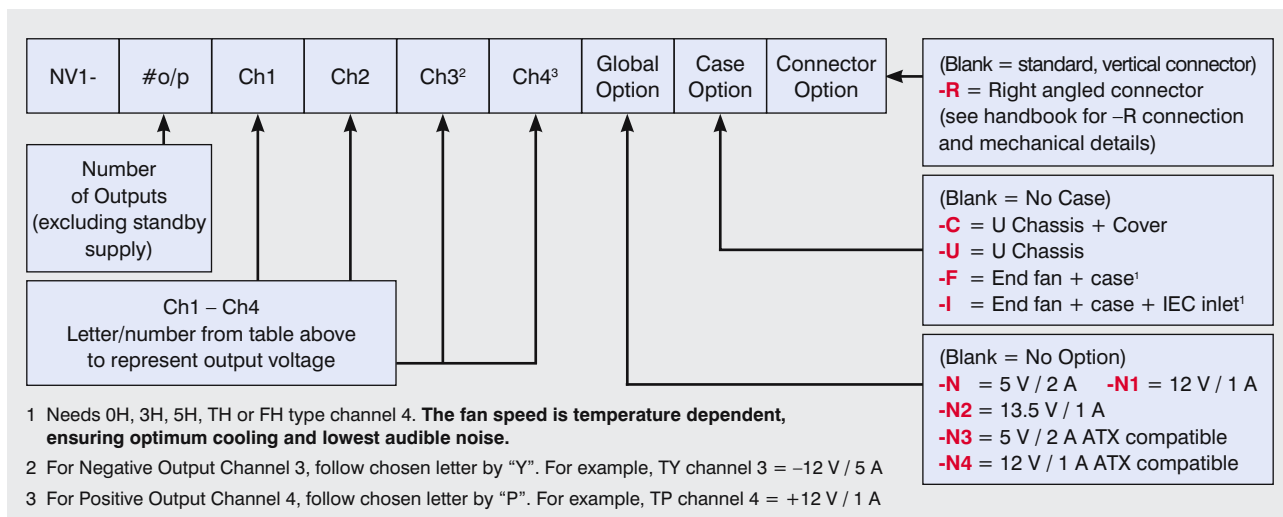 NV1-
#o/p
Ch1
Ch2
Ch3²
Ch4³
Global
Option
Case
Option
Connector
Option
(Blank = standard, vertical connector)
-R = Right angled connector
(see handbook for –R connection
and mechanical details)
Number
of Outputs
(excluding standby
supply)
(Blank = No Case)
-C = U Chassis + Cover
-U = U Chassis
-F = End fan + case¹
-I = End fan + case + IEC inlet¹
Ch1 – Ch4
Letter/number from table above
to represent output voltage
(Blank = No Option)
-N = 5 V / 2 A -N1 = 12 V / 1 A
-N2 = 13.5 V / 1 A
-N3 = 5 V / 2 A ATX compatible
-N4 = 12 V / 1 A ATX compatible
1 Needs 0H, 3H, 5H, TH or FH type channel 4. The fan speed is temperature dependent,
ensuring optimum cooling and lowest audible noise.
2 For Negative Output Channel 3, follow chosen letter by “Y”. For example, TY channel 3 = –12 V / 5 A
3 For Positive Output Channel 4, follow chosen letter by “P”. For example, TP channel 4 = +12 V / 1 A